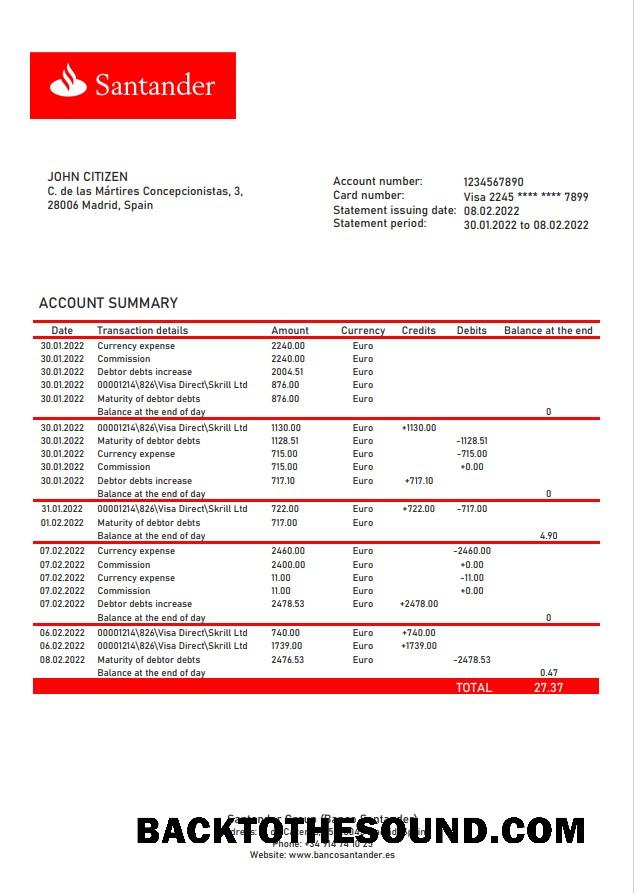 Santander
JOHN CITIZEN
C. de las Mártires Concepcionistas, 3,
28006 Madrid, Spain
Account number: 1234567890
Card number: Visa 2245 **** **** 7899
Statement issuing date: 08.02.2022
Statement period: 30.01.2022 to 08.02.2022
ACCOUNT SUMMARY
Date Transaction details Amount Currency Credits Debits Balance at the end
30.01.2022 Currency expense 2240.00 Euro
30.01.2022 Commission 2240.00 Euro
30.01.2022 Debtor debts increase 2004.51 Euro
30.01.2022 00001214\826\Visa Direct\Skrill Ltd 876.00 Euro
30.01.2022 Maturity of debtor debts 876.00 Euro
Balance at the end of day 0
30.01.2022 00001214\826\Visa Direct\Skrill Ltd 1130.00 Euro +1130.00
30.01.2022 Maturity of debtor debts 1128.51 Euro -1128.51
30.01.2022 Currency expense 715.00 Euro -715.00
30.01.2022 Commission 715.00 Euro +0.00
30.01.2022 Debtor debts increase 717.10 Euro +717.10
Balance at the end of day 0
31.01.2022 00001214\826\Visa Direct\Skrill Ltd 722.00 Euro +722.00 -717.00
01.02.2022 Maturity of debtor debts 717.00 Euro
Balance at the end of day 4.90
07.02.2022 Currency expense 2460.00 Euro -2460.00
07.02.2022 Commission 2400.00 Euro +0.00
07.02.2022 Currency expense 11.00 Euro -11.00
07.02.2022 Commission 11.00 Euro +0.00
07.02.2022 Debtor debts increase 2478.53 Euro +2478.00
Balance at the end of day 0
06.02.2022 00001214\826\Visa Direct\Skrill Ltd 740.00 Euro +740.00
06.02.2022 00001214\826\Visa Direct\Skrill Ltd 1739.00 Euro +1739.00
08.02.2022 Maturity of debtor debts 2476.53 Euro -2478.53
Balance at the end of day 0.47
TOTAL 27.37
Santander Group (Banco Santander)
BACKTOTHESOUND.COM
Phone: +34 914 74 10 25
Website: www.bancosantander.es